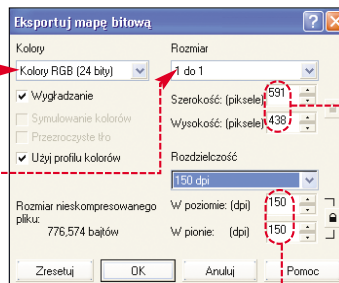 Eksportuj mapę bitową
Kolory
Rozmiar
Kolory RGB (24 bity)
1 do 1
Wygładzanie
Szerokość: (piksele)
591
Symulowanie kolorów
Wysokość: (piksele)
438
Przezroczyste tło
Użyj profilu kolorów
Rozdzielczość
150 dpi
Rozmiar nieskompresowanego
pliku:
W poziomie: (dpi)
150
776,574 bajtów
W pionie: (dpi)
150
Zresetuj
OK
Anuluj
Pomoc